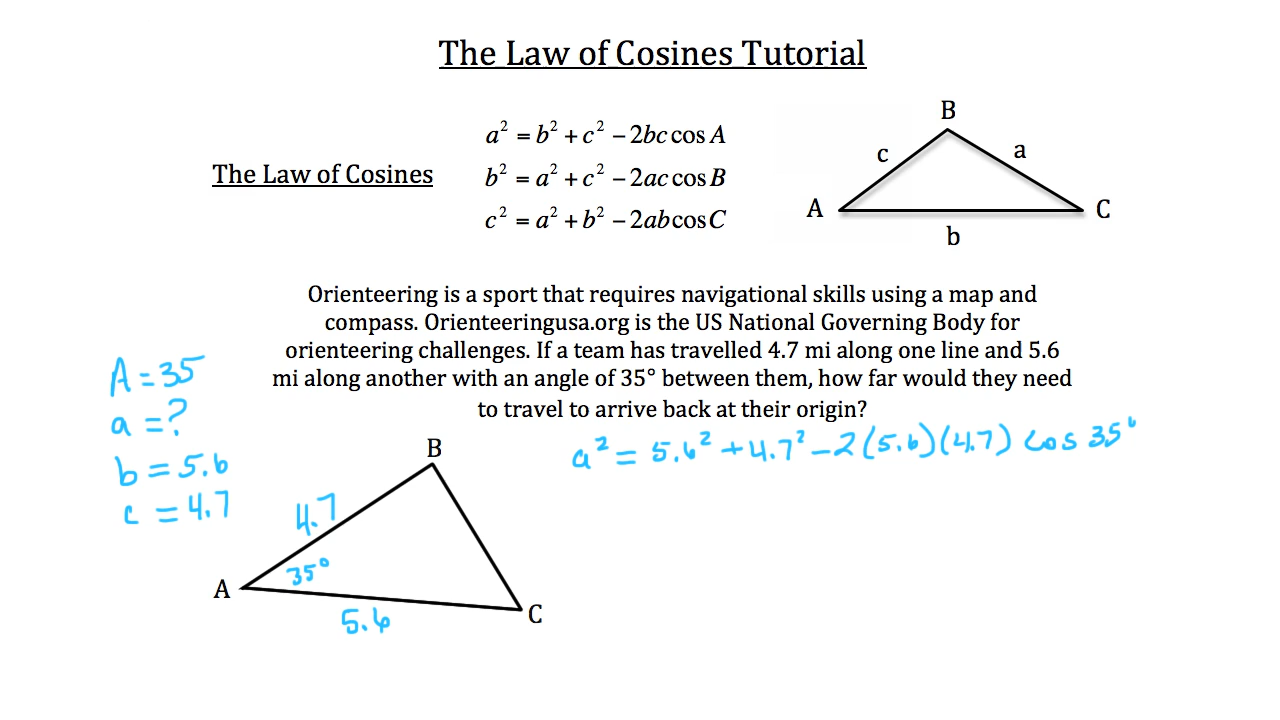 The Law of Cosines Tutorial
The Law of Cosines
a² = b² + c² − 2bc cos A
b² = a² + c² − 2ac cos B
c² = a² + b² − 2ab cos C
B
c
a
A
C
b
Orienteering is a sport that requires navigational skills using a map and
compass. Orienteeringusa.org is the US National Governing Body for
orienteering challenges. If a team has travelled 4.7 mi along one line and 5.6
mi along another with an angle of 35° between them, how far would they need
to travel to arrive back at their origin?
A = 35
a = ?
b = 5.6
c = 4.7
a² = 5.6² + 4.7² − 2(5.6)(4.7) cos 35°
B
4.7
35°
A
5.6
C